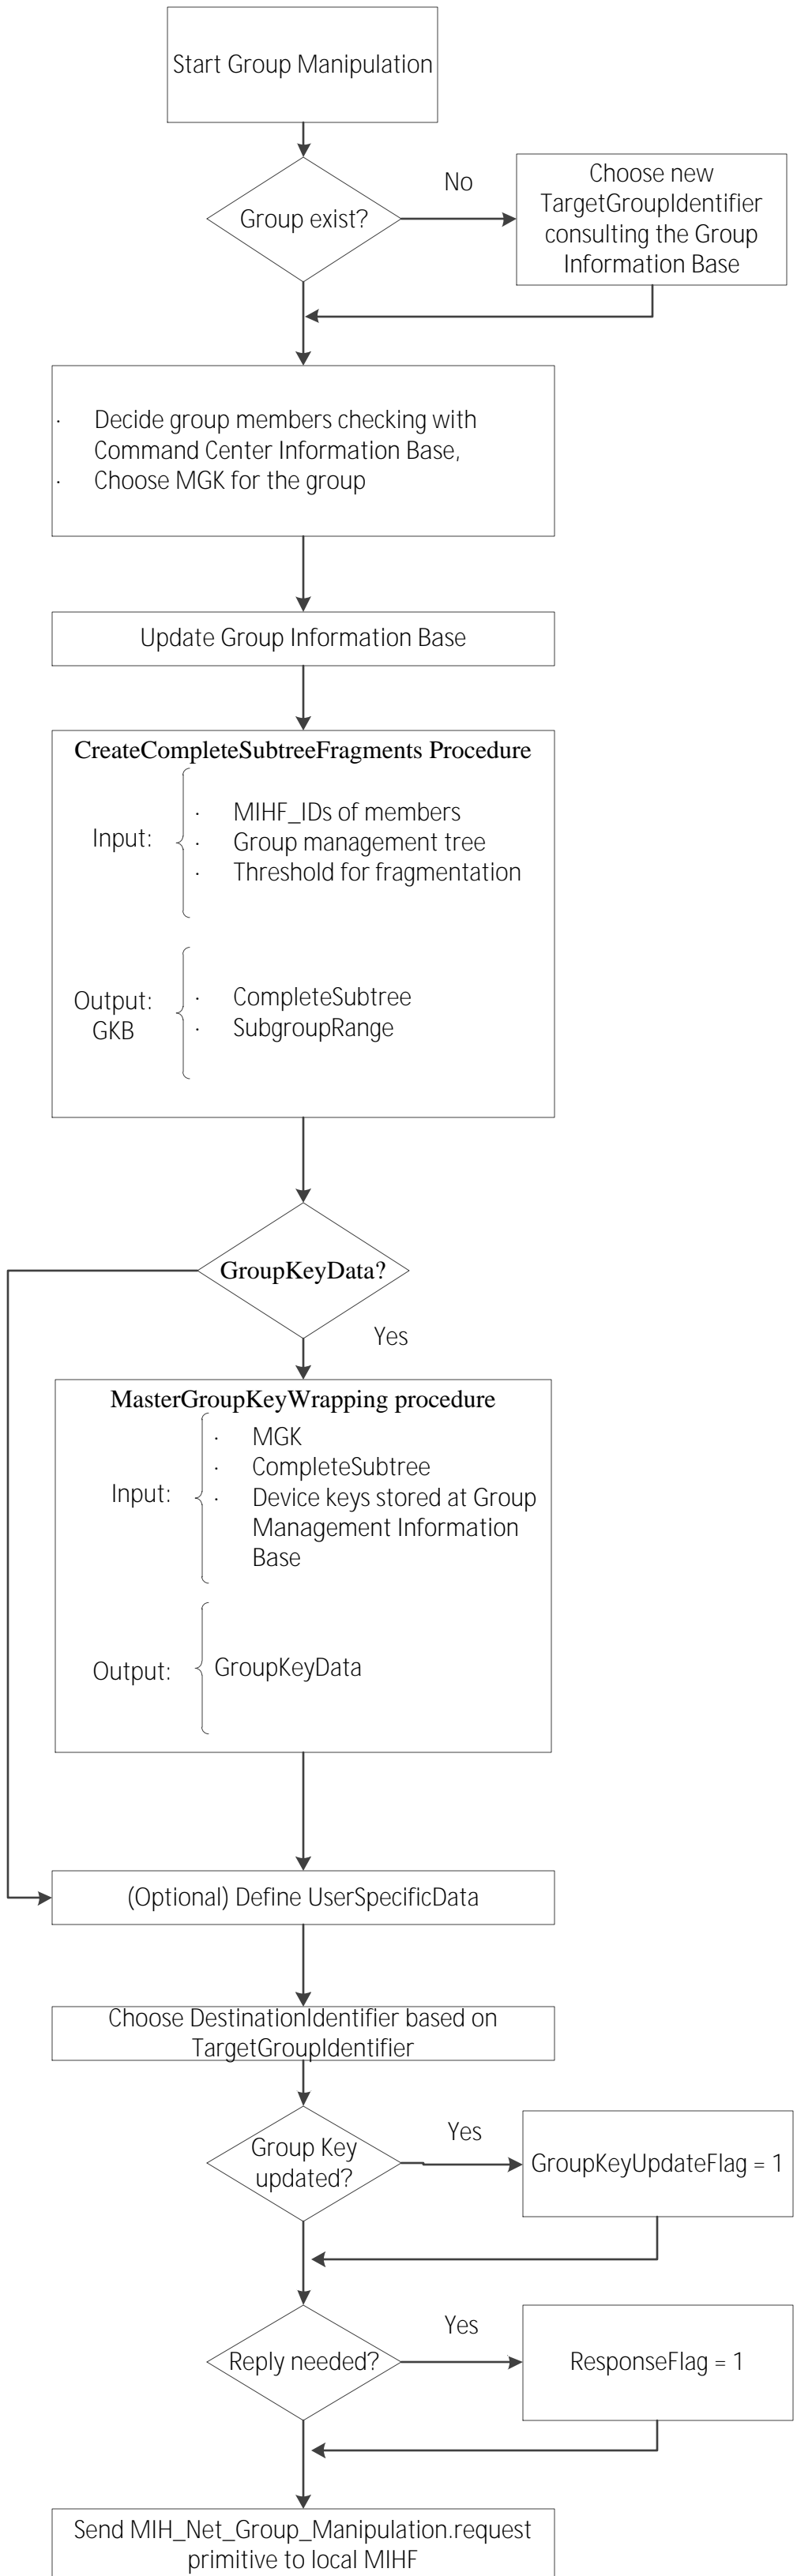 Start Group Manipulation
Group exist?
No
Choose new
TargetGroupIdentifier
consulting the Group
Information Base
· Decide group members checking with
Command Center Information Base,
· Choose MGK for the group
Update Group Information Base
CreateCompleteSubtreeFragments Procedure
Input:
· MIHF_IDs of members
· Group management tree
· Threshold for fragmentation
Output:
GKB
· CompleteSubtree
· SubgroupRange
GroupKeyData?
Yes
MasterGroupKeyWrapping procedure
Input:
· MGK
· CompleteSubtree
· Device keys stored at Group
Management Information
Base
Output:
GroupKeyData
(Optional) Define UserSpecificData
Choose DestinationIdentifier based on
TargetGroupIdentifier
Group Key
updated?
Yes
GroupKeyUpdateFlag = 1
Reply needed?
Yes
ResponseFlag = 1
Send MIH_Net_Group_Manipulation.request
primitive to local MIHF